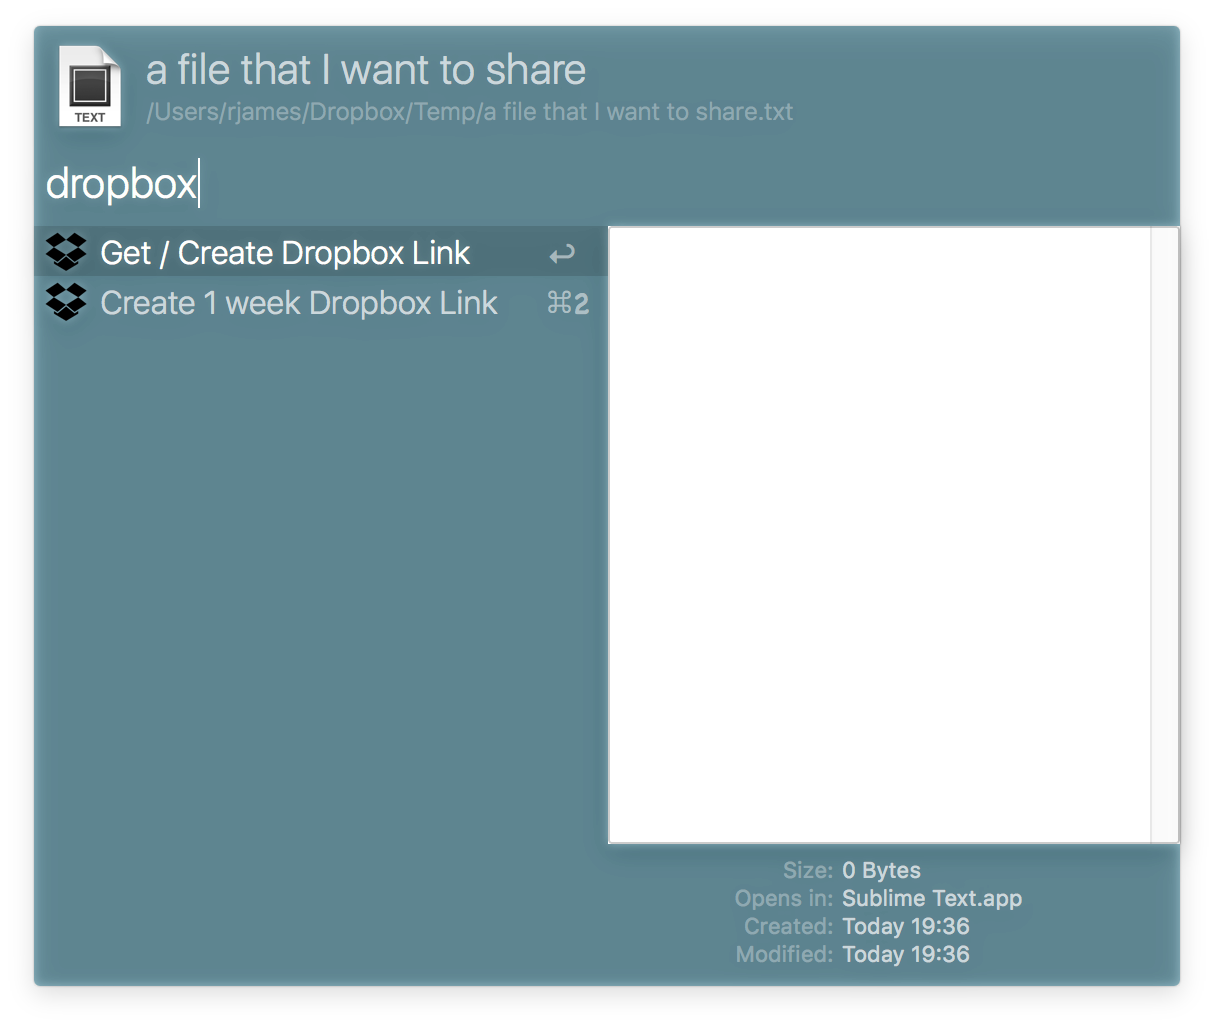 TEXT
a file that I want to share
/Users/rjames/Dropbox/Temp/a file that I want to share.txt
dropbox
Get / Create Dropbox Link ↩
Create 1 week Dropbox Link ⌘2
Size: 0 Bytes
Opens in: Sublime Text.app
Created: Today 19:36
Modified: Today 19:36